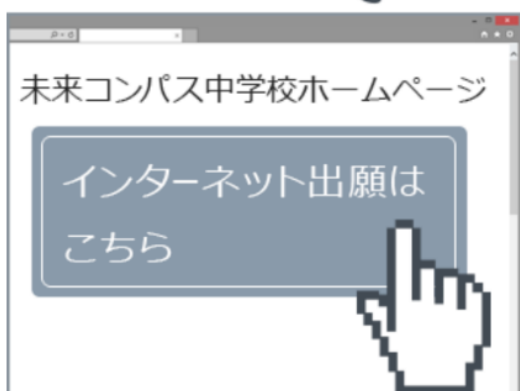 未来コンパス中学校ホームページ
インターネット出願は
こちら